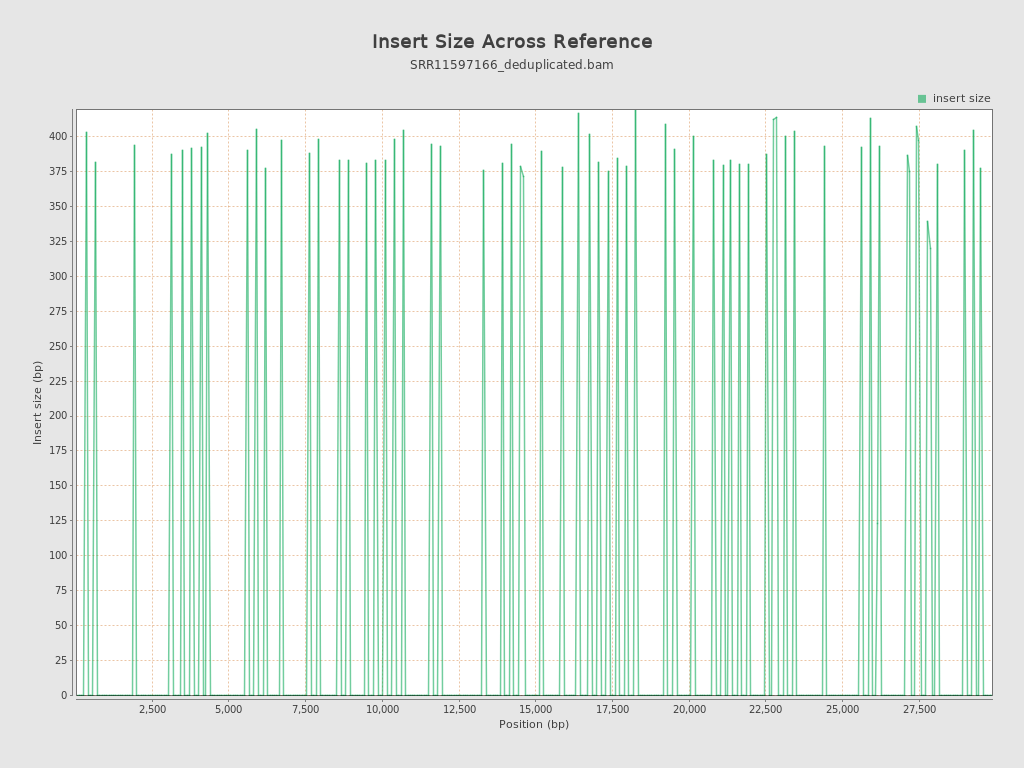 Insert Size Across Reference
SRR11597166_deduplicated.bam
insert size
400
375
350
325
300
275
250
225
200
175
150
125
100
75
50
25
0
Insert size (bp)
2,500 5,000 7,500 10,000 12,500 15,000 17,500 20,000 22,500 25,000 27,500
Position (bp)